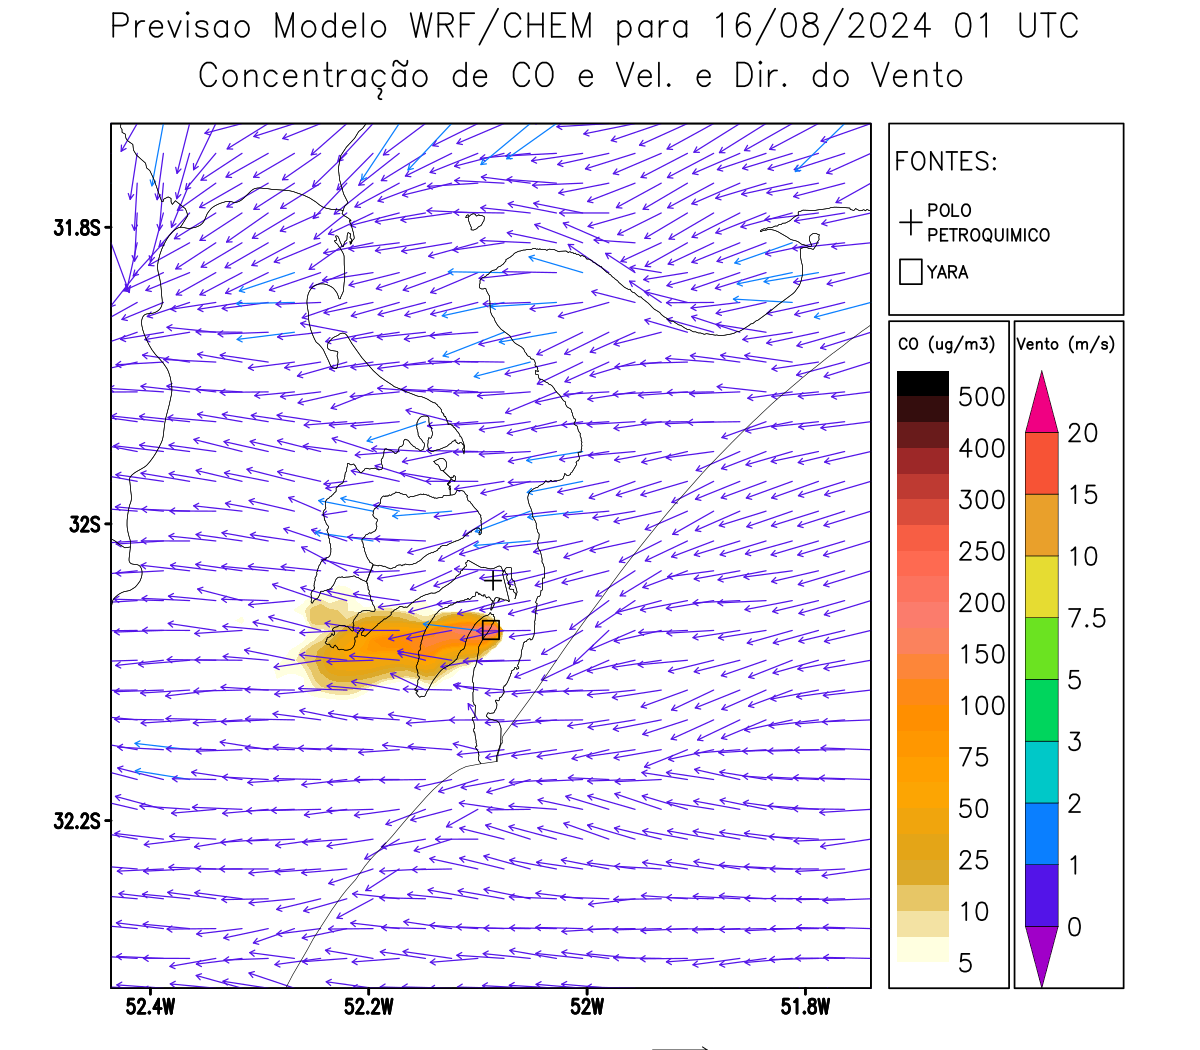 Previsao Modelo WRF/CHEM para 16/08/2024 01 UTC
Concentração de CO e Vel. e Dir. do Vento
FONTES:
POLO
PETROQUIMICO
YARA
CO (ug/m3)
500
400
300
250
200
150
100
75
50
25
10
5
Vento (m/s)
20
15
10
7.5
5
3
2
1
0
31.8S
32S
32.2S
52.4W
52.2W
52W
51.8W